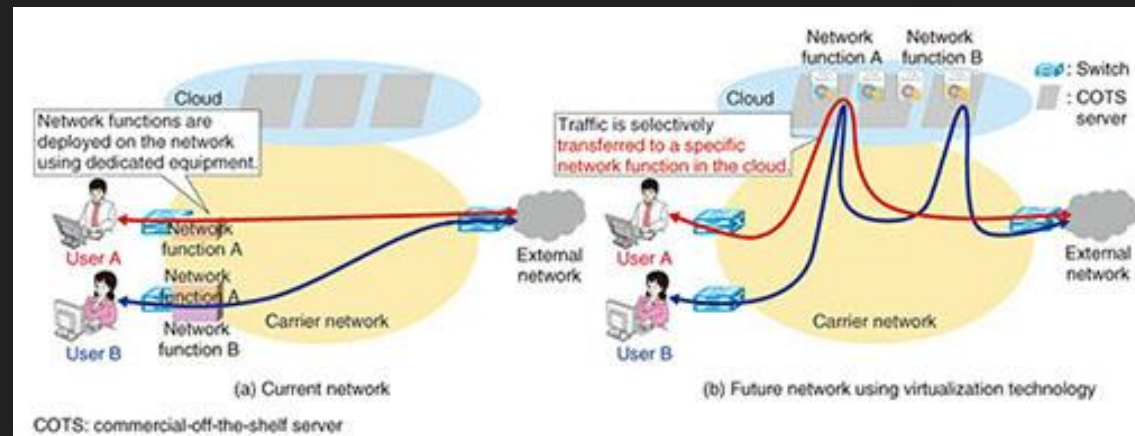 Cloud
Network functions are
deployed on the network
using dedicated equipment.
User A
Network
function A
Network
function A
Network
function B
User B
Carrier network
External
network
(a) Current network
Network
function A
Network
function B
: Switch
: COTS
server
Cloud
Traffic is selectively
transferred to a specific
network function in the cloud.
User A
User B
Carrier network
External
network
(b) Future network using virtualization technology
COTS: commercial-off-the-shelf server